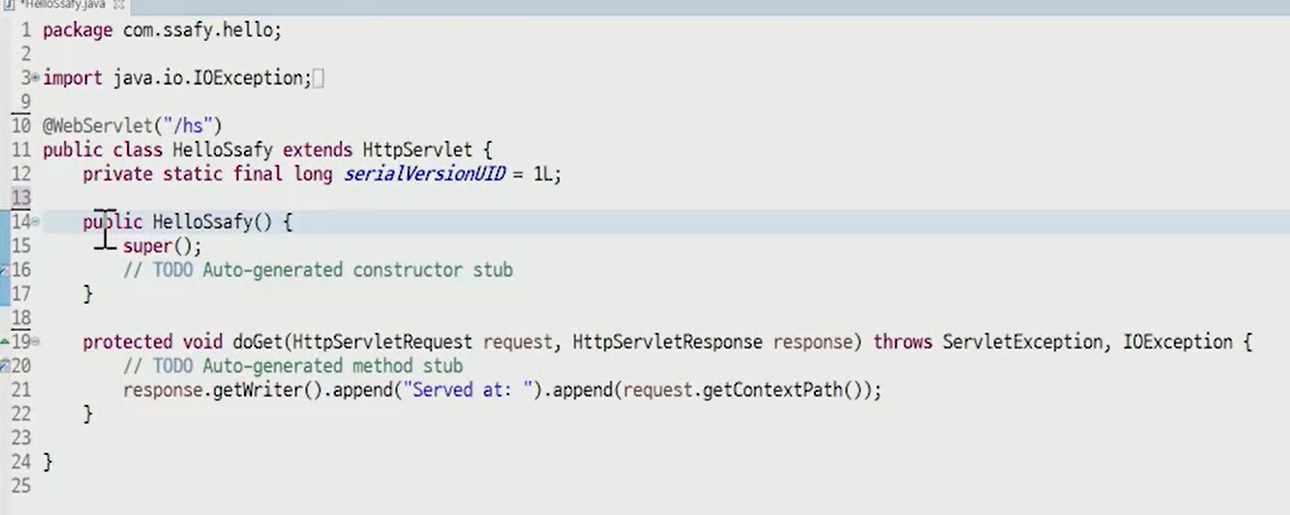 *HelloSsafy.java
1 package com.ssafy.hello;
2
3 import java.io.IOException;
9
10 @WebServlet("/hs")
11 public class HelloSsafy extends HttpServlet {
12 private static final long serialVersionUID = 1L;
13
14 public HelloSsafy() {
15 super();
16 // TODO Auto-generated constructor stub
17 }
18
19 protected void doGet(HttpServletRequest request, HttpServletResponse response) throws ServletException, IOException {
20 // TODO Auto-generated method stub
21 response.getWriter().append("Served at: ").append(request.getContextPath());
22 }
23
24 }
25